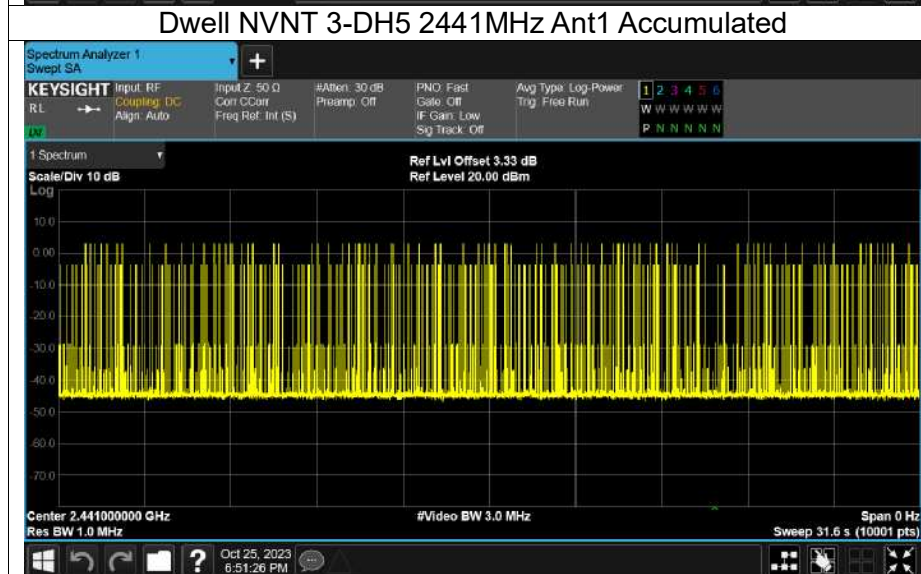 Dwell NVNT 3-DH5 2441MHz Ant1 Accumulated
Spectrum Analyzer 1
Swept SA
+
KEYSIGHT Input: RF Input Z: 50 Ω #Atten: 30 dB PNO: Fast Avg Type: Log-Power 1 2 3 4 5 6
RL Coupling: DC Corr CCorr Preamp: Off Gate: Off Trig: Free Run W W W W W W
Align: Auto Freq Ref: Int (S) IF Gain: Low
Sig Track: Off P N N N N N
1 Spectrum
Ref Lvl Offset 3.33 dB
Scale/Div 10 dB Ref Level 20.00 dBm
Log
10.0
0.00
-10.0
-20.0
-30.0
-40.0
-50.0
-60.0
-70.0
Center 2.441000000 GHz #Video BW 3.0 MHz Span 0 Hz
Res BW 1.0 MHz Sweep 31.6 s (10001 pts)
? Oct 25, 2023
6:51:26 PM